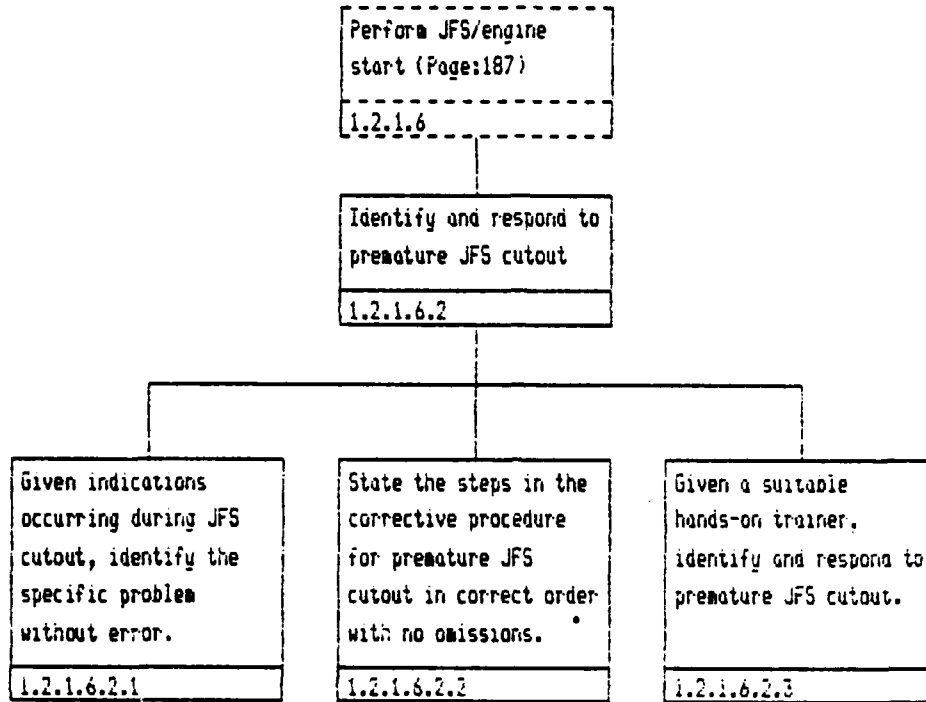 Perform JFS/engine
start (Page:187)
1.2.1.6
Identify and respond to
premature JFS cutout
1.2.1.6.2
Given indications
occurring during JFS
cutout, identify the
specific problem
without error.
1.2.1.6.2.1
State the steps in the
corrective procedure
for premature JFS
cutout in correct order
with no omissions.
1.2.1.6.2.2
Given a suitable
hands-on trainer,
identify and respond to
premature JFS cutout.
1.2.1.6.2.3